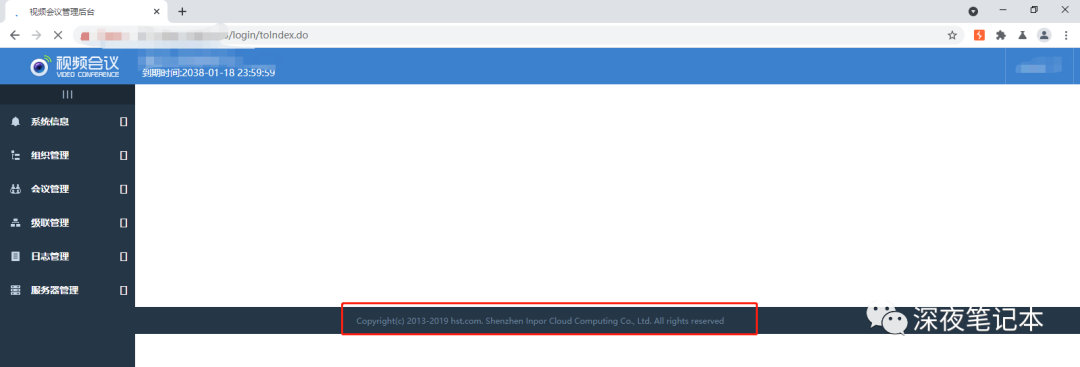 视频会议管理后台
/login/toIndex.do
视频会议
VIDEO CONFERENCE
到期时间:2038-01-18 23:59:59
系统信息
组织管理
会议管理
级联管理
日志管理
服务器管理
Copyright(c) 2013-2019 hst.com. Shenzhen Inpor Cloud Computing Co., Ltd. All rights reserved
深夜笔记本